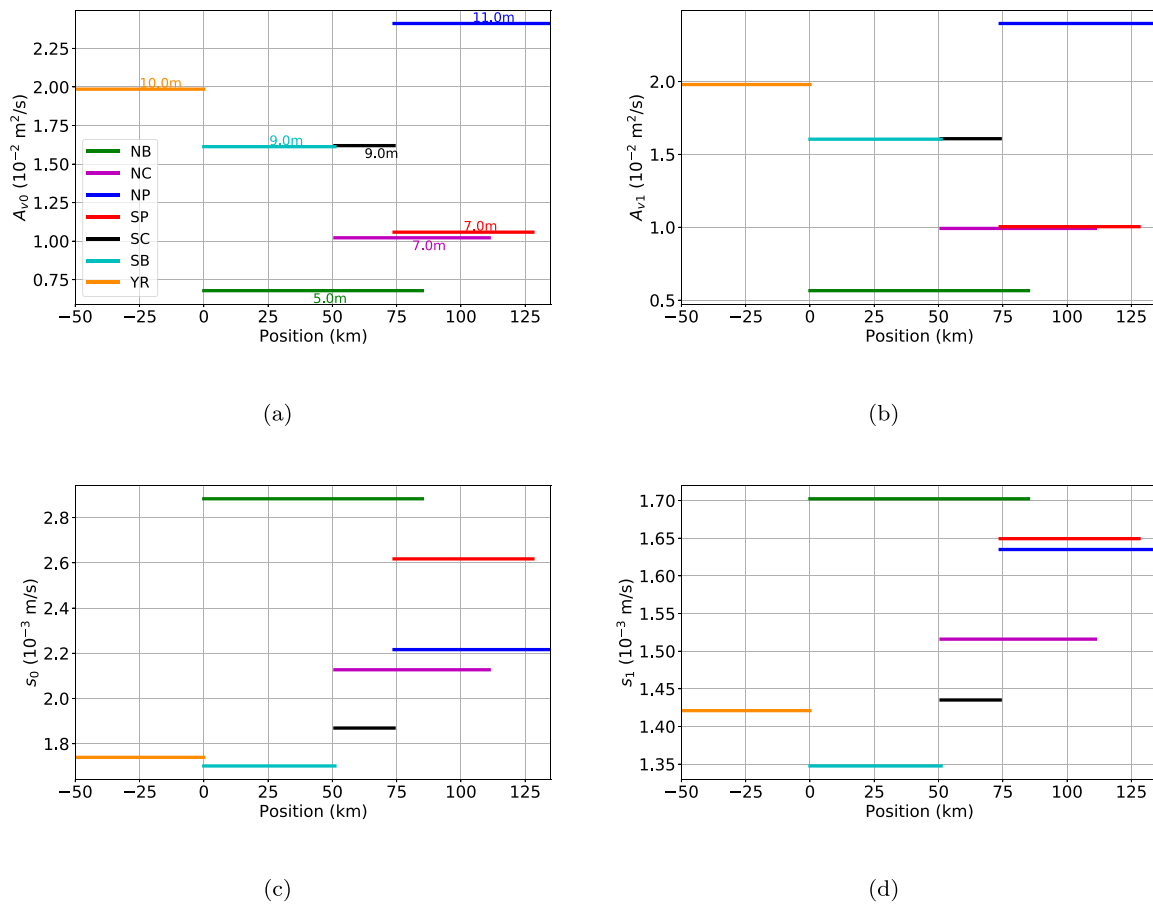 11.0m
10.0m
9.0m
9.0m
7.0m
7.0m
5.0m
NB
NC
NP
SP
SC
SB
YR
2.25
2.00
1.75
1.50
1.25
1.00
0.75
A_{v0} (10^{-2} m^2/s)
−50 −25 0 25 50 75 100 125
Position (km)
(a)
2.0
1.5
1.0
0.5
A_{v1} (10^{-2} m^2/s)
−50 −25 0 25 50 75 100 125
Position (km)
(b)
2.8
2.6
2.4
2.2
2.0
1.8
s_0 (10^{-3} m/s)
−50 −25 0 25 50 75 100 125
Position (km)
(c)
1.70
1.65
1.60
1.55
1.50
1.45
1.40
1.35
s_1 (10^{-3} m/s)
−50 −25 0 25 50 75 100 125
Position (km)
(d)